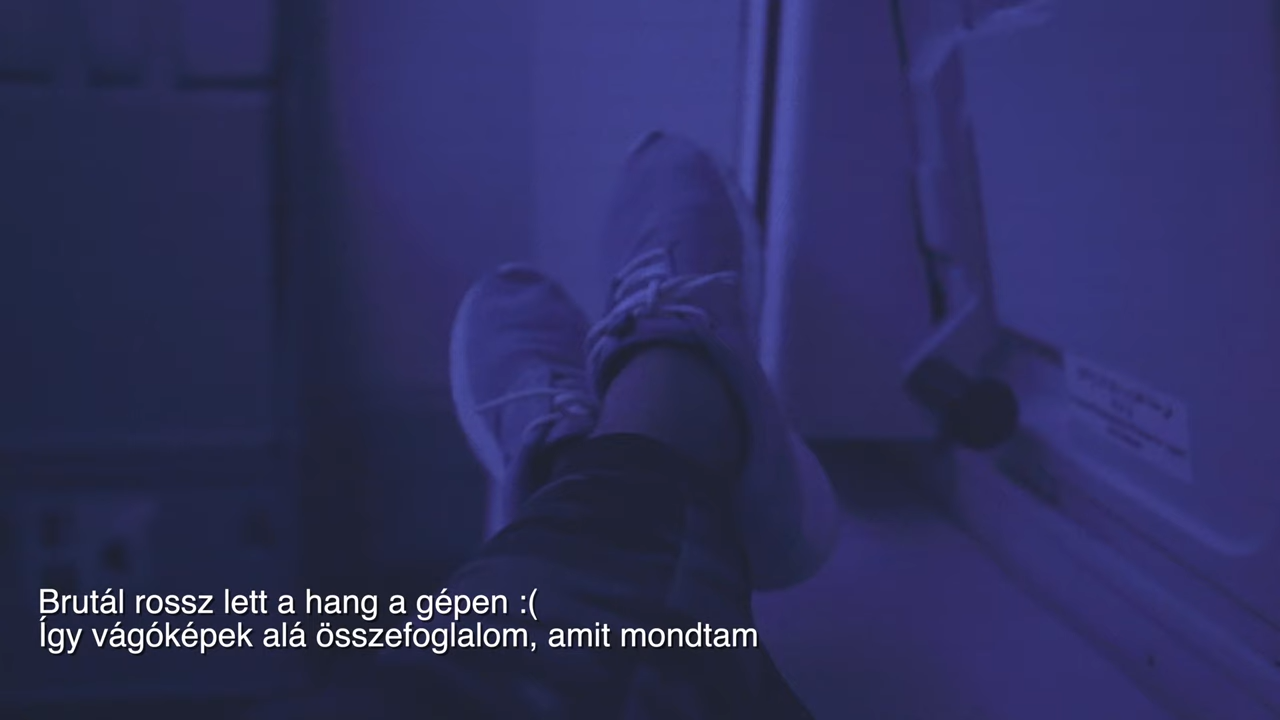 Brutál rossz lett a hang a gépen :(
Így vágóképek alá összefoglalom, amit mondtam